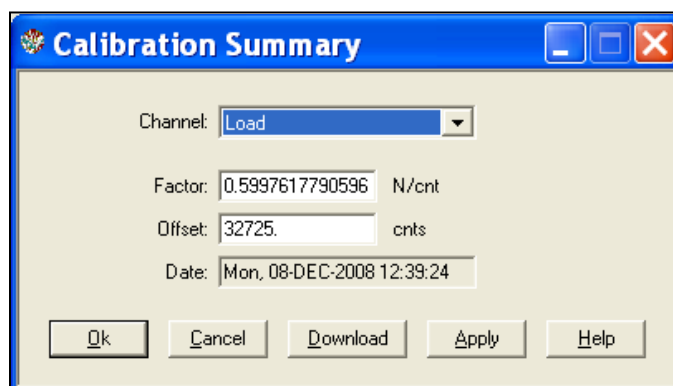 Calibration Summary
Channel: Load
Factor: 0.5997617790596 N/cnt
Offset: 32725. cnts
Date: Mon, 08-DEC-2008 12:39:24
Ok Cancel Download Apply Help